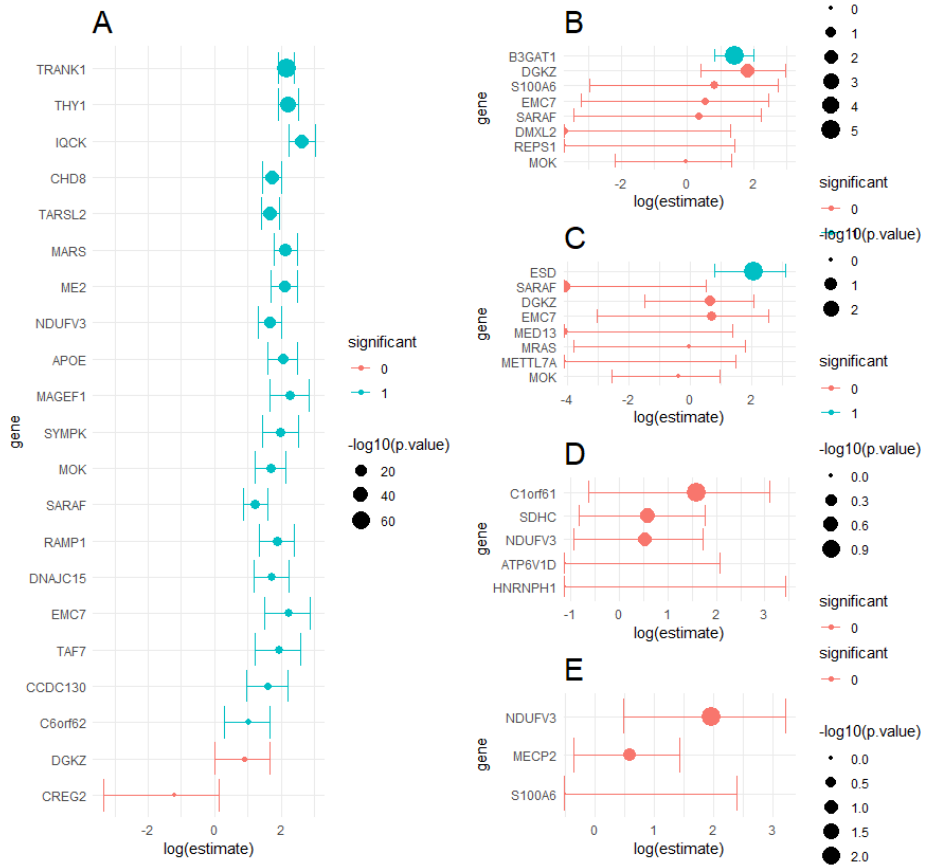 A
TRANK1
THY1
IQCK
CHD8
TARSL2
MARS
ME2
NDUFV3
APOE
MAGEF1
SYMPK
MOK
SARAF
RAMP1
DNAJC15
EMC7
TAF7
CCDC130
C6orf62
DGKZ
CREG2
gene
-2 0 2
log(estimate)
significant
0
1
-log10(p.value)
20
40
60
B
B3GAT1
DGKZ
S100A6
EMC7
SARAF
DMXL2
REPS1
MOK
gene
-2 0 2
log(estimate)
0
1
2
3
4
5
significant
0
1
C
ESD
SARAF
DGKZ
EMC7
MED13
MRAS
METTL7A
MOK
gene
-4 -2 0 2
log(estimate)
-log10(p.value)
0
1
2
significant
0
1
D
C1orf61
SDHC
NDUFV3
ATP6V1D
HNRNPH1
gene
-1 0 1 2 3
log(estimate)
-log10(p.value)
0.0
0.3
0.6
0.9
significant
0
E
NDUFV3
MECP2
S100A6
gene
0 1 2 3
log(estimate)
significant
0
-log10(p.value)
0.0
0.5
1.0
1.5
2.0